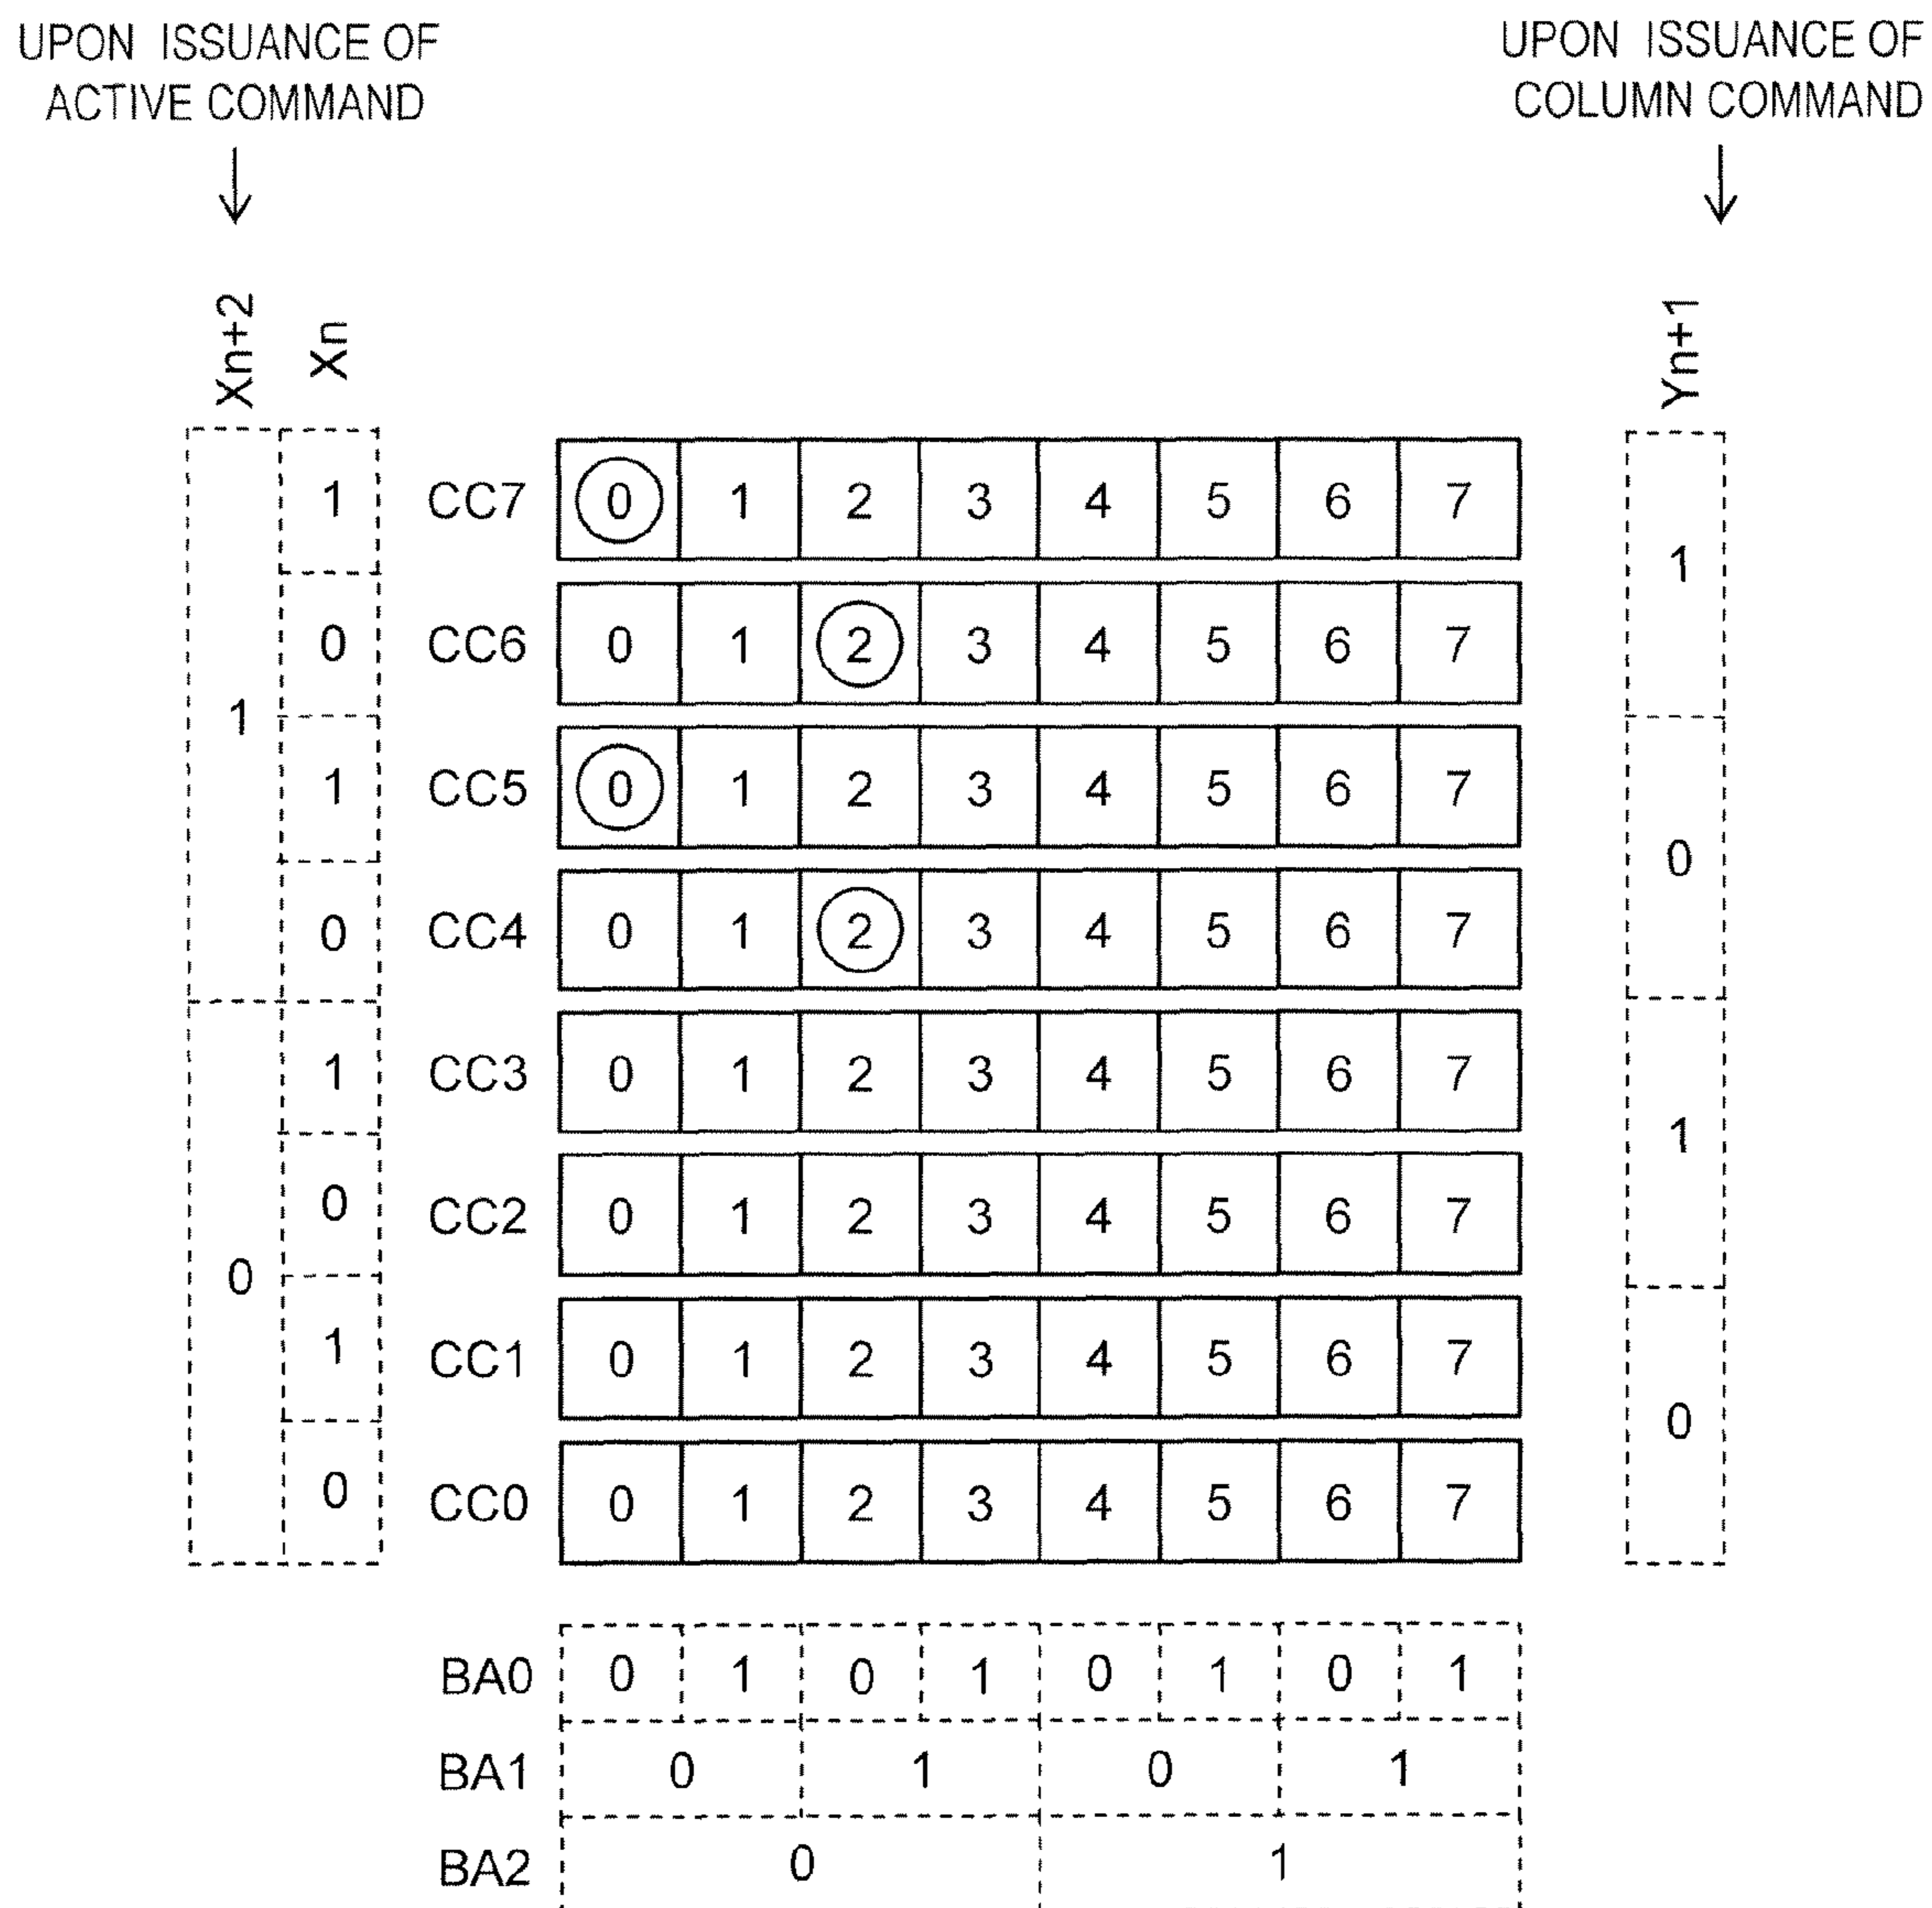 UPON ISSUANCE OF ACTIVE COMMAND
UPON ISSUANCE OF COLUMN COMMAND
Xn+2 Xn Yn+1
1 CC7 0 1 2 3 4 5 6 7 1
0 CC6 0 1 2 3 4 5 6 7
1
1 CC5 0 1 2 3 4 5 6 7 0
0 CC4 0 1 2 3 4 5 6 7
1 CC3 0 1 2 3 4 5 6 7 1
0 CC2 0 1 2 3 4 5 6 7
0
1 CC1 0 1 2 3 4 5 6 7 0
0 CC0 0 1 2 3 4 5 6 7
BA0 0 1 0 1 0 1 0 1
BA1 0 1 0 1
BA2 0 1